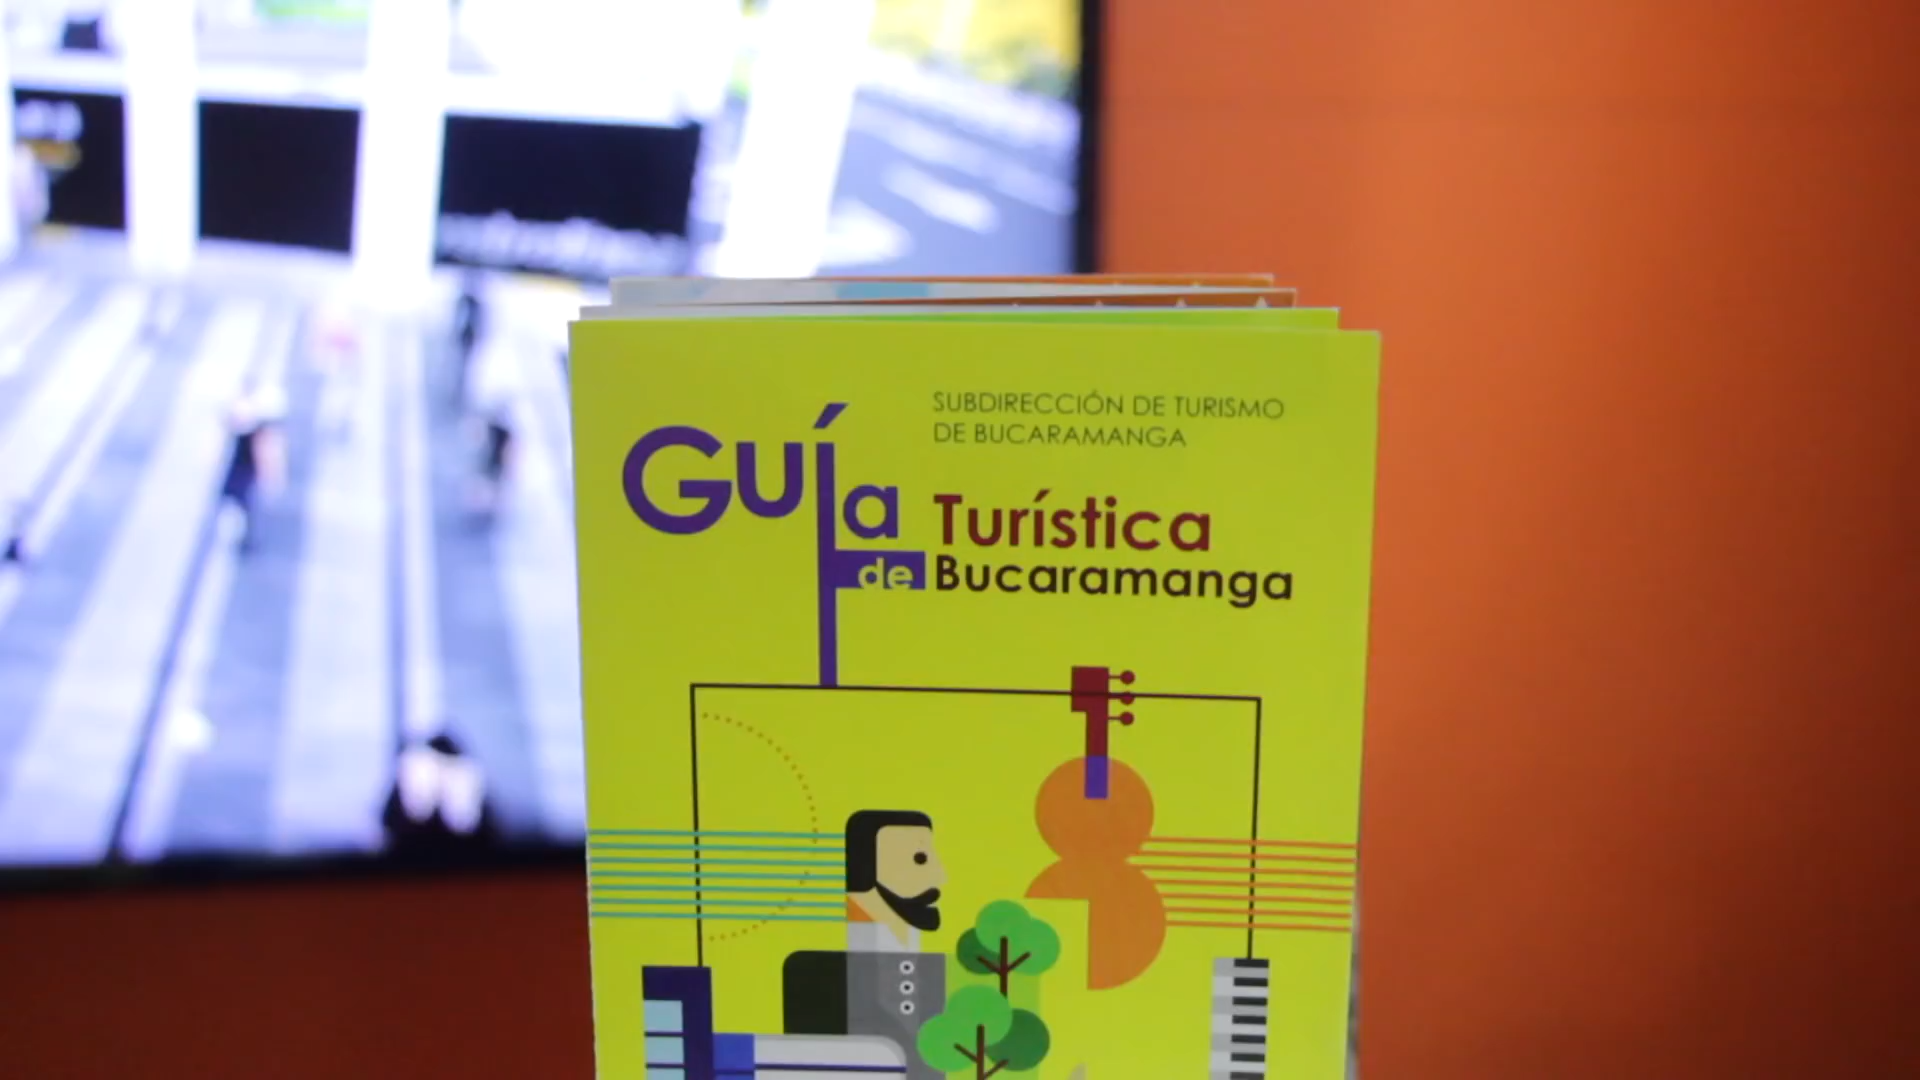 SUBDIRECCIÓN DE TURISMO
DE BUCARAMANGA
Guía Turística
de Bucaramanga